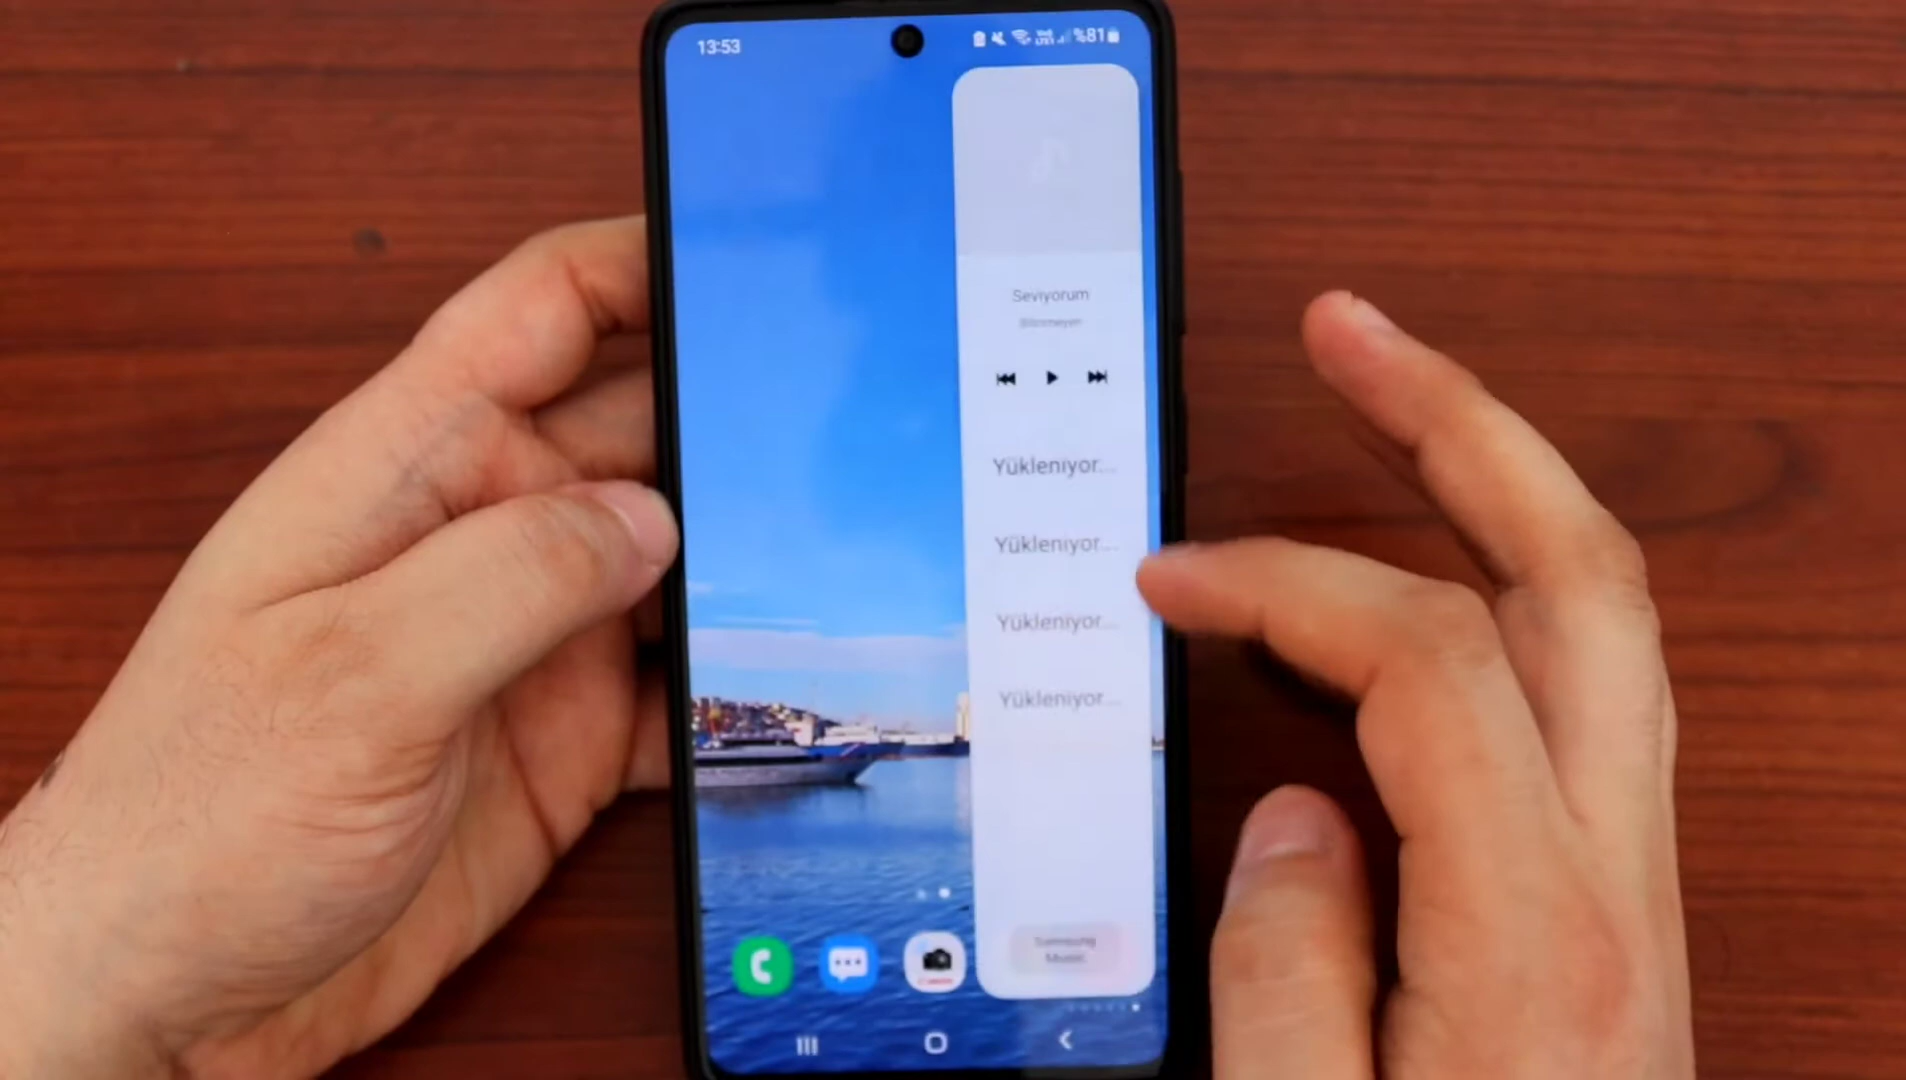 13:53
%81
Seviyorum
Bilinmeyen
Yükleniyor...
Yükleniyor...
Yükleniyor...
Yükleniyor...
Samsung
Music